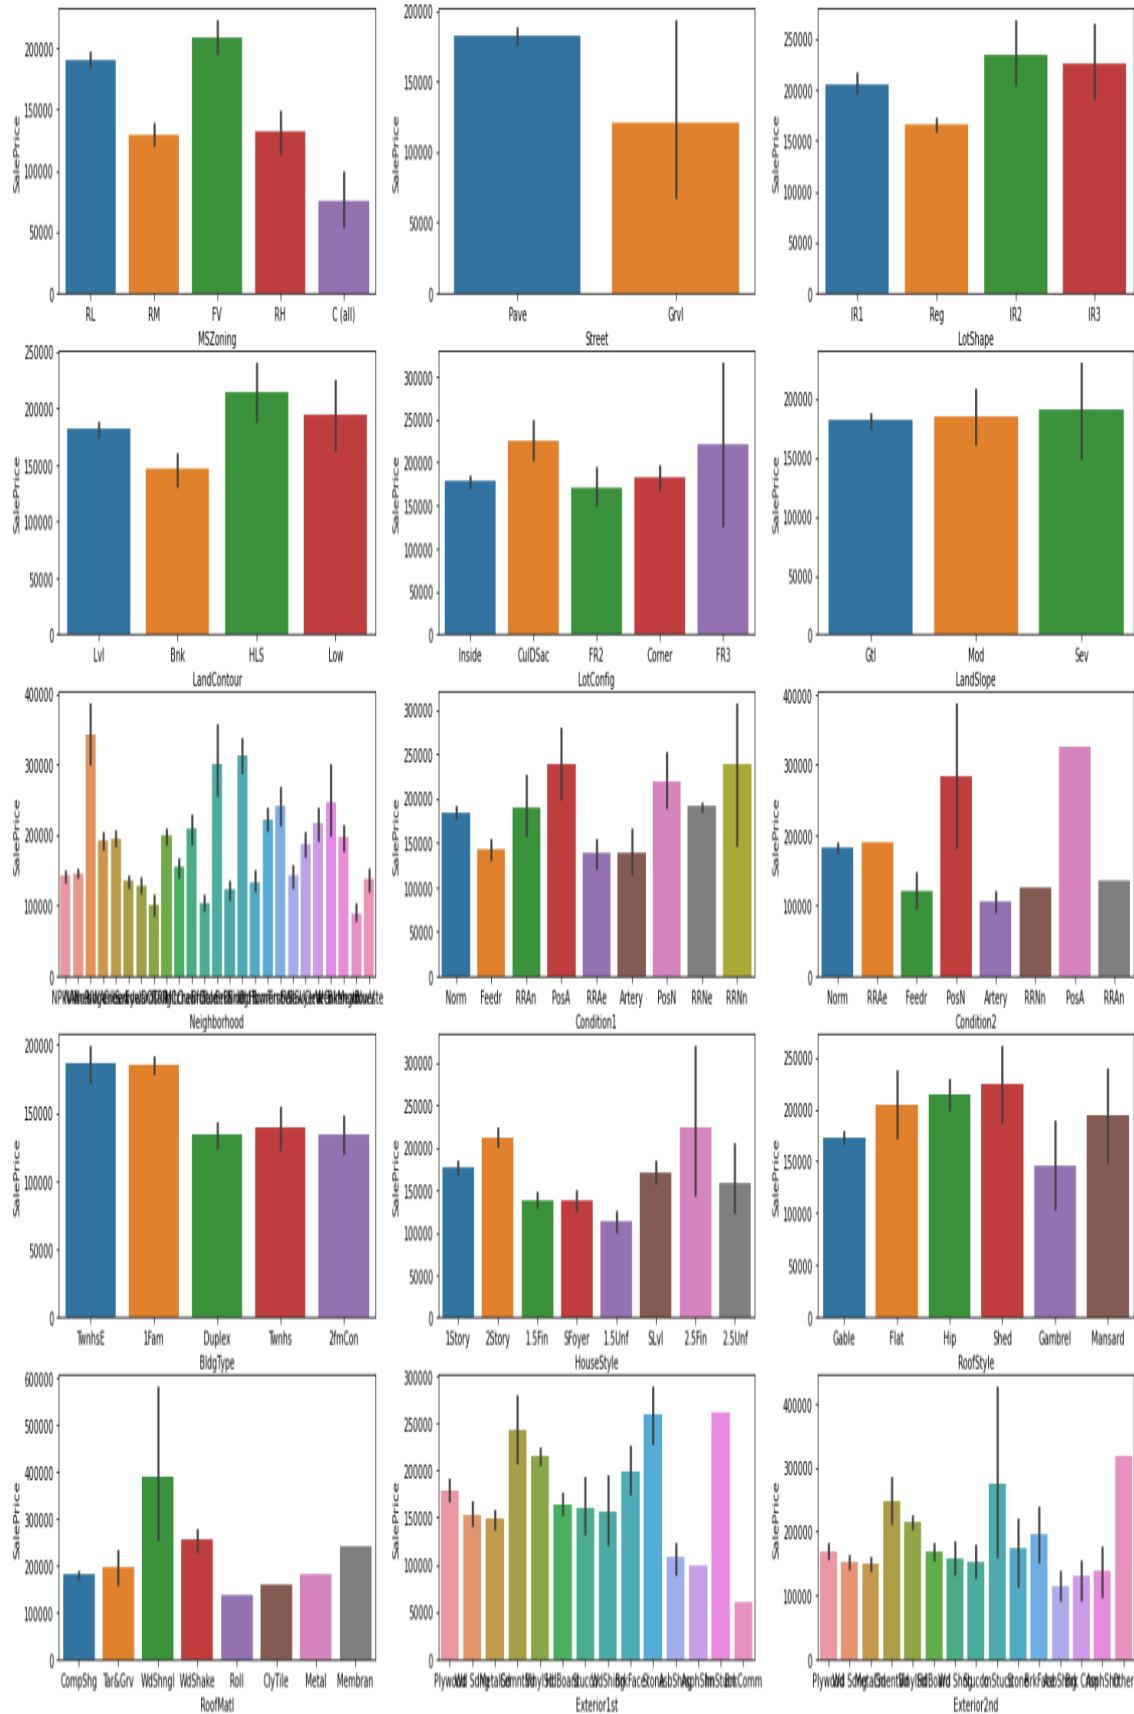 SalePrice
200000
150000
100000
50000
0
RL RM FV RH C (all)
MSZoning
SalePrice
200000
150000
100000
50000
0
Pave Grvl
Street
SalePrice
250000
200000
150000
100000
50000
0
IR1 Reg IR2 IR3
LotShape
SalePrice
250000
200000
150000
100000
50000
0
Lvl Bnk HLS Low
LandContour
SalePrice
300000
250000
200000
150000
100000
50000
0
Inside CulDSac FR2 Corner FR3
LotConfig
SalePrice
200000
150000
100000
50000
0
Gtl Mod Sev
LandSlope
SalePrice
400000
300000
200000
100000
0
Neighborhood
SalePrice
300000
250000
200000
150000
100000
50000
0
Norm Feedr RRAn PosA RRAe Artery PosN RRNe RRNn
Condition1
SalePrice
400000
300000
200000
100000
0
Norm RRAe Feedr PosN Artery RRNn PosA RRAn
Condition2
SalePrice
200000
150000
100000
50000
0
TwnhsE 1Fam Duplex Twnhs 2fmCon
BldgType
SalePrice
300000
250000
200000
150000
100000
50000
0
1Story 2Story 1.5Fin SFoyer 1.5Unf SLvl 2.5Fin 2.5Unf
HouseStyle
SalePrice
250000
200000
150000
100000
50000
0
Gable Flat Hip Shed Gambrel Mansard
RoofStyle
SalePrice
600000
500000
400000
300000
200000
100000
0
CompShg Tar&Grv WdShngl WdShake Roll ClyTile Metal Membran
RoofMatl
SalePrice
300000
250000
200000
150000
100000
50000
0
Plywood
Exterior1st
SalePrice
400000
300000
200000
100000
0
Plywood Other
Exterior2nd